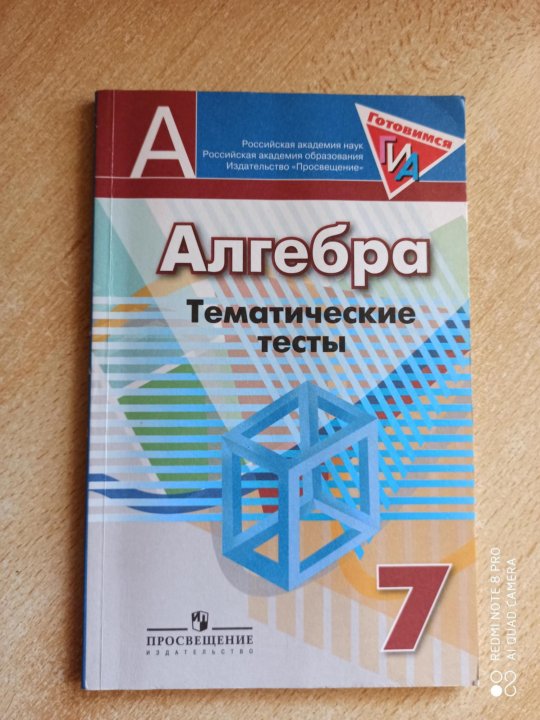 А
Российская академия наук
Российская академия образования
Издательство «Просвещение»
Готовимся
ГИА
Алгебра
Тематические
тесты
7
ПРОСВЕЩЕНИЕ
ИЗДАТЕЛЬСТВО
REDMI NOTE 8 PRO
AI QUAD CAMERA